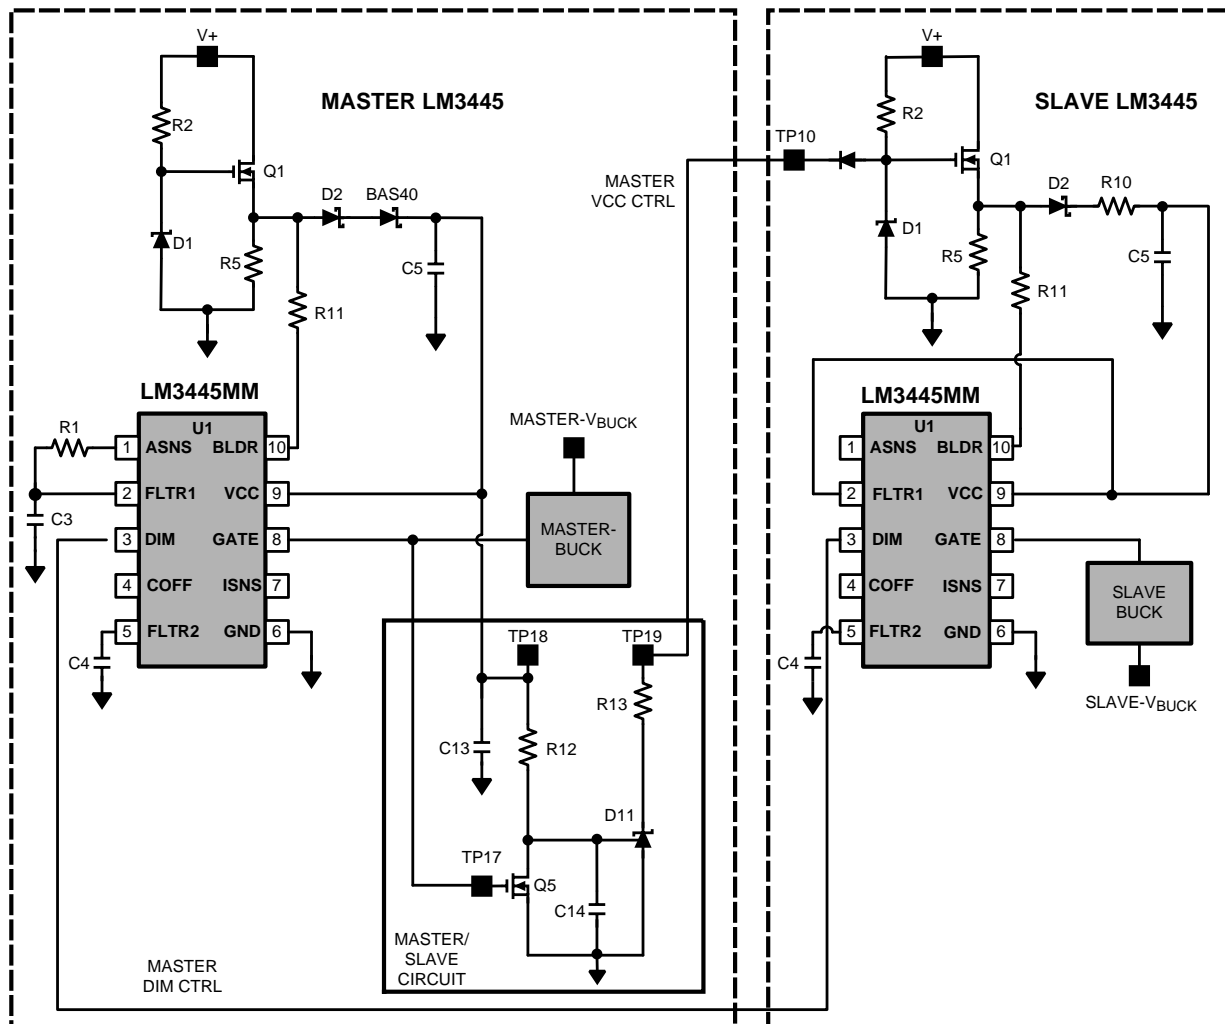 V+
MASTER LM3445
R2
Q1
D2
BAS40
D1
R5
C5
R11
LM3445MM
U1
R1
1 ASNS BLDR 10
2 FLTR1 VCC 9
3 DIM GATE 8
4 COFF ISNS 7
5 FLTR2 GND 6
C3
C4
MASTER-VBUCK
MASTER-
BUCK
TP18
TP19
R13
C13
R12
D11
TP17
Q5
C14
MASTER/
SLAVE
CIRCUIT
MASTER
DIM CTRL
MASTER
VCC CTRL
V+
SLAVE LM3445
R2
TP10
Q1
D2
R10
D1
R5
C5
R11
LM3445MM
U1
1 ASNS BLDR 10
2 FLTR1 VCC 9
3 DIM GATE 8
4 COFF ISNS 7
5 FLTR2 GND 6
C4
SLAVE
BUCK
SLAVE-VBUCK